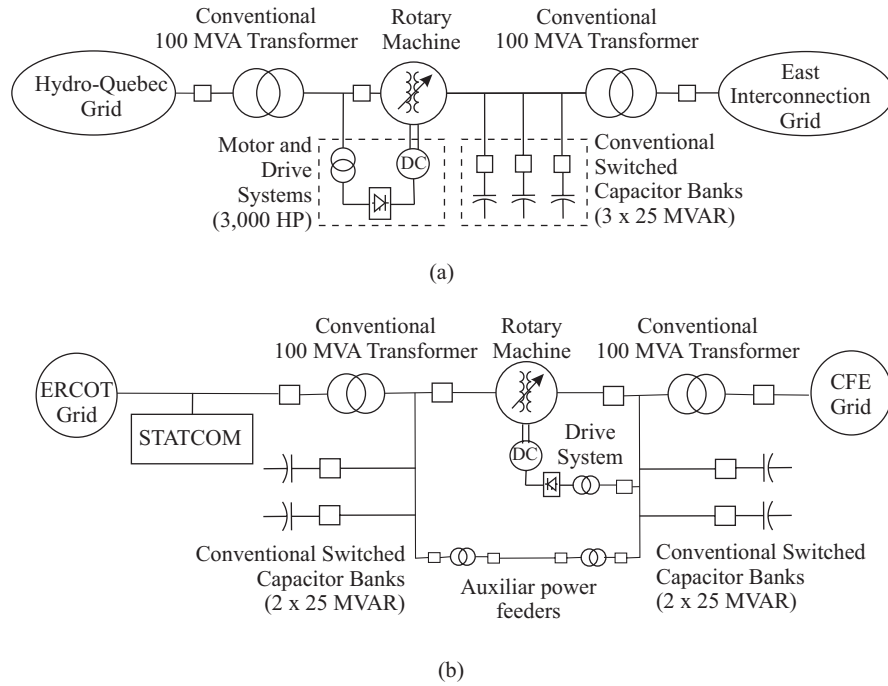 Conventional
100 MVA Transformer
Rotary
Machine
Conventional
100 MVA Transformer
Hydro-Quebec
Grid
East
Interconnection
Grid
Motor and
Drive
Systems
(3,000 HP)
DC
Conventional
Switched
Capacitor Banks
(3 x 25 MVAR)
(a)
Conventional
100 MVA Transformer
Rotary
Machine
Conventional
100 MVA Transformer
ERCOT
Grid
CFE
Grid
STATCOM
DC
Drive
System
Conventional Switched
Capacitor Banks
(2 x 25 MVAR)
Auxiliar power
feeders
Conventional Switched
Capacitor Banks
(2 x 25 MVAR)
(b)